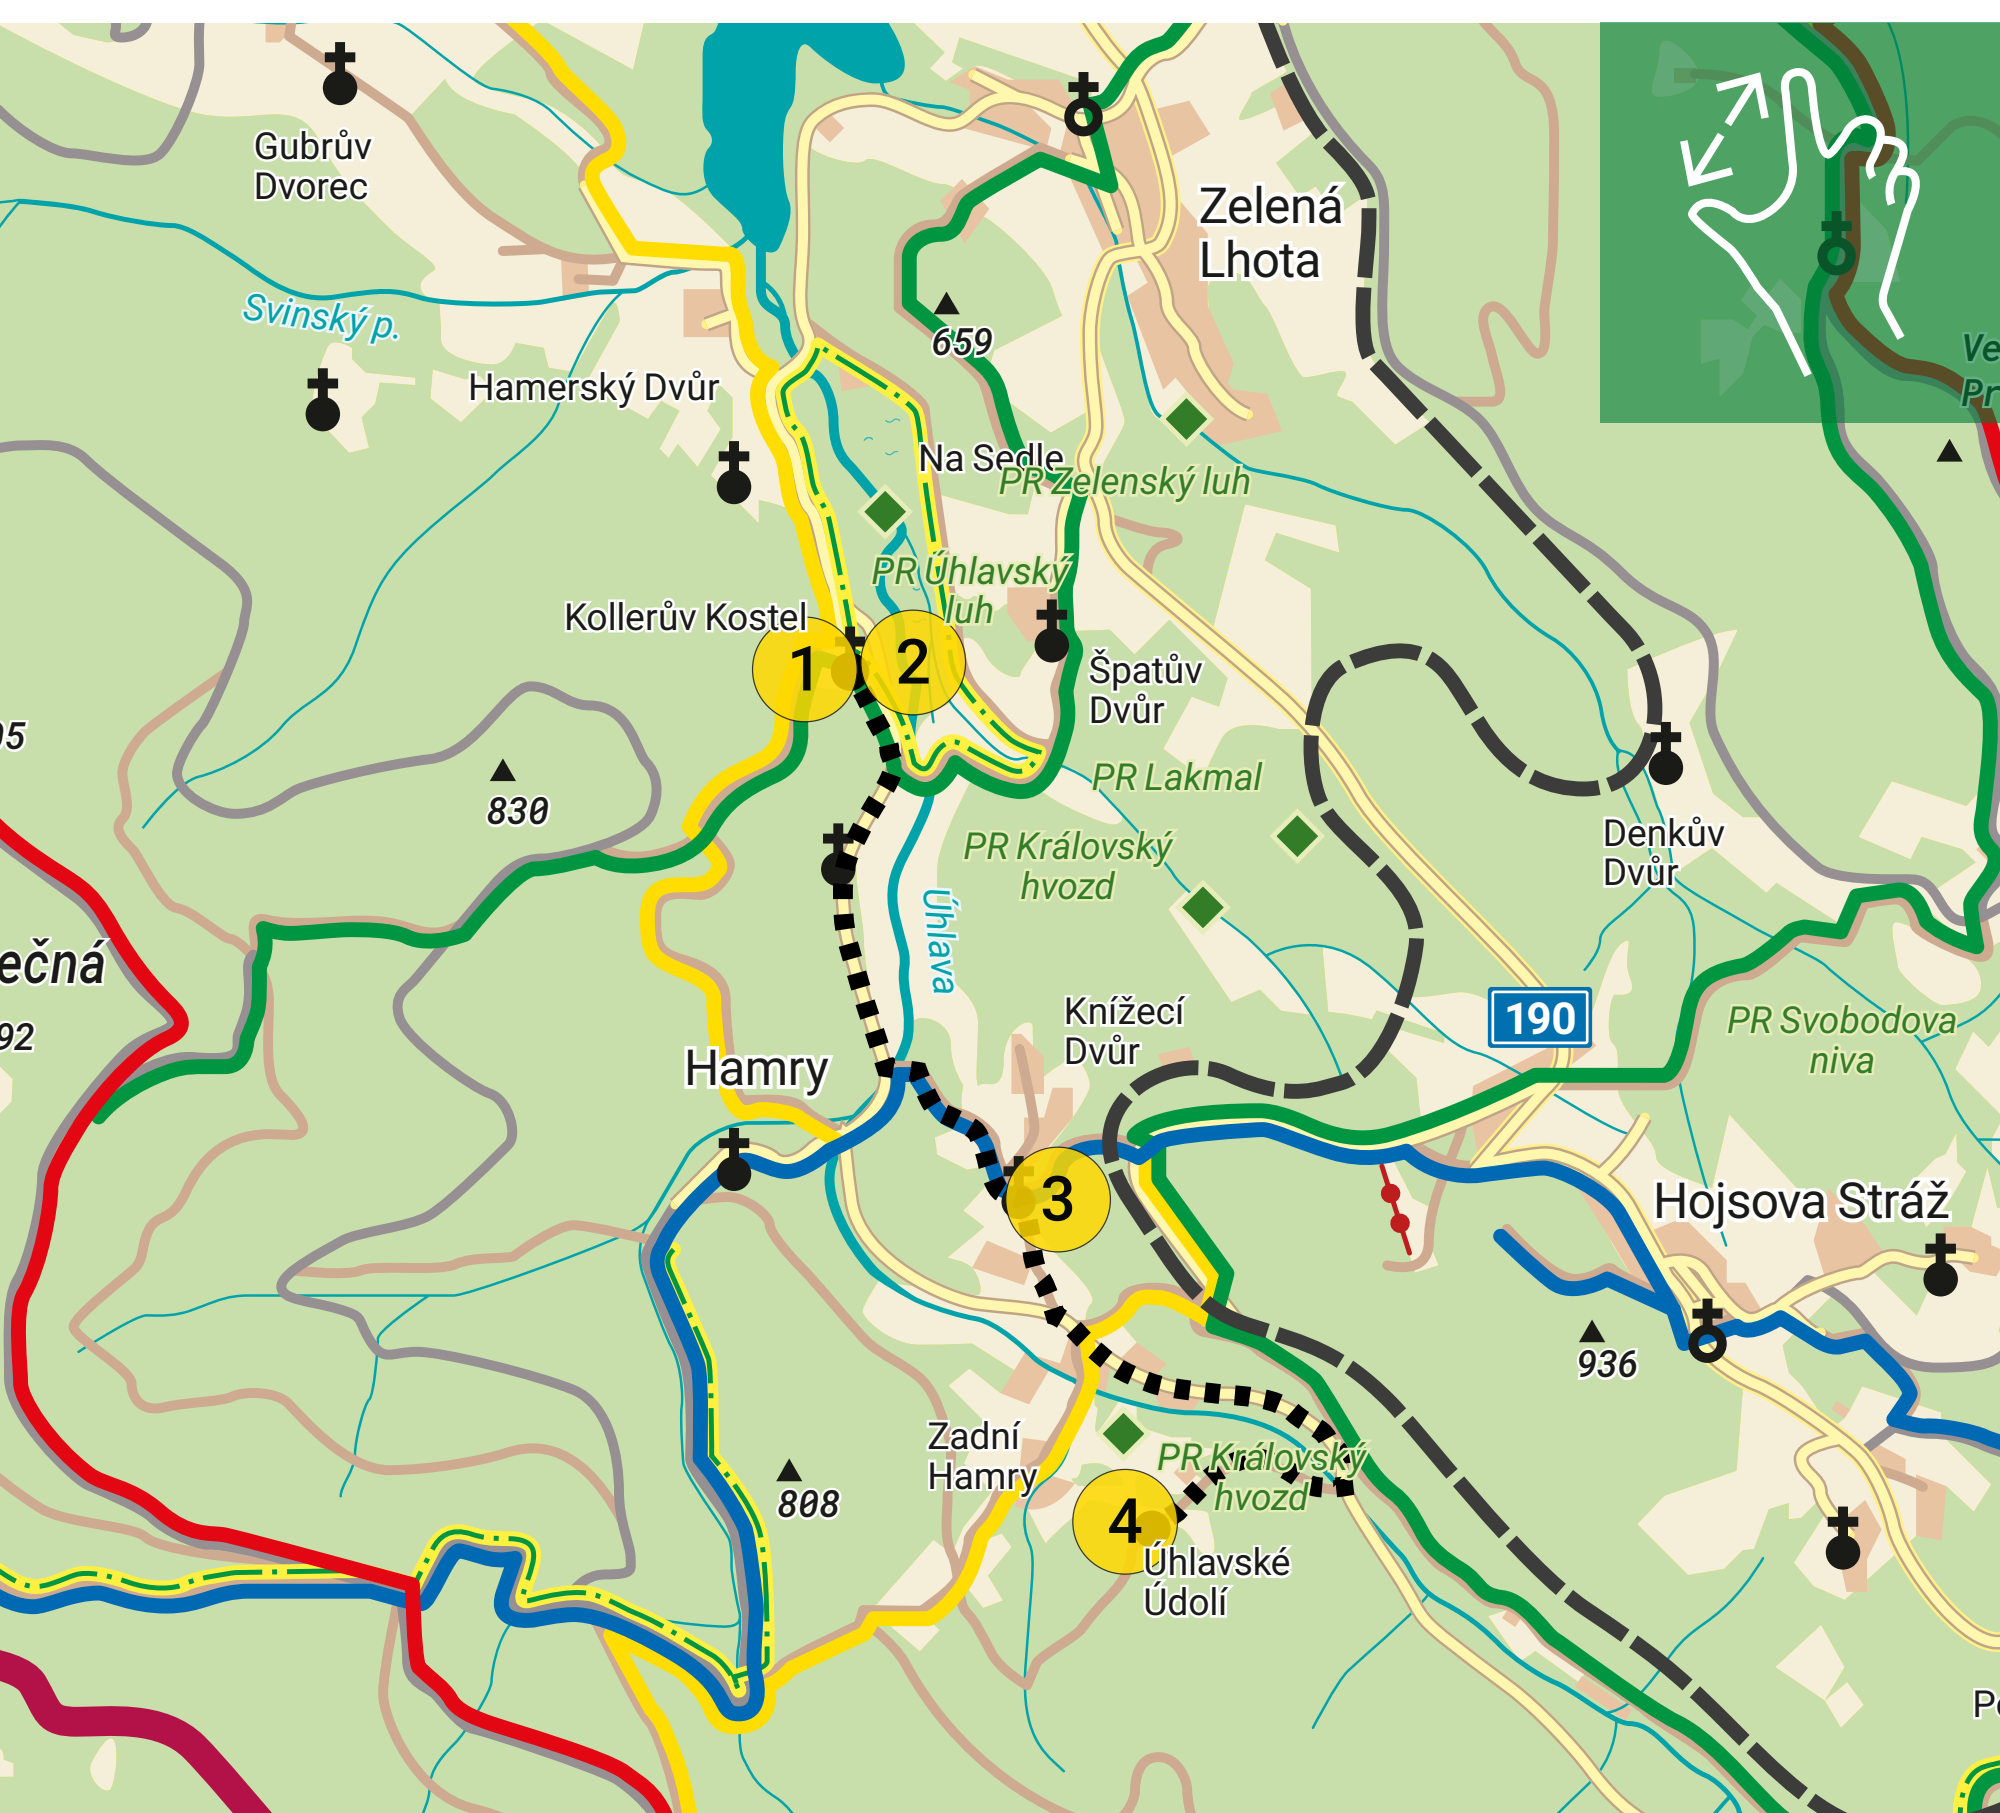 Gubrův
Dvorec
Zelená
Lhota
Svinský p.
659
Hamerský Dvůr
Na Sedle
PR Zelenský luh
PR Úhlavský
luh
Kollerův Kostel
1
2
Špatův
Dvůr
830
PR Lakmal
PR Královský
hvozd
Denkův
Dvůr
Úhlava
ečná
92
Knížecí
Dvůr
190
PR Svobodova
niva
Hamry
3
Hojsova Stráž
936
Zadní
Hamry
PR Královský
hvozd
808
4
Úhlavské
Údolí